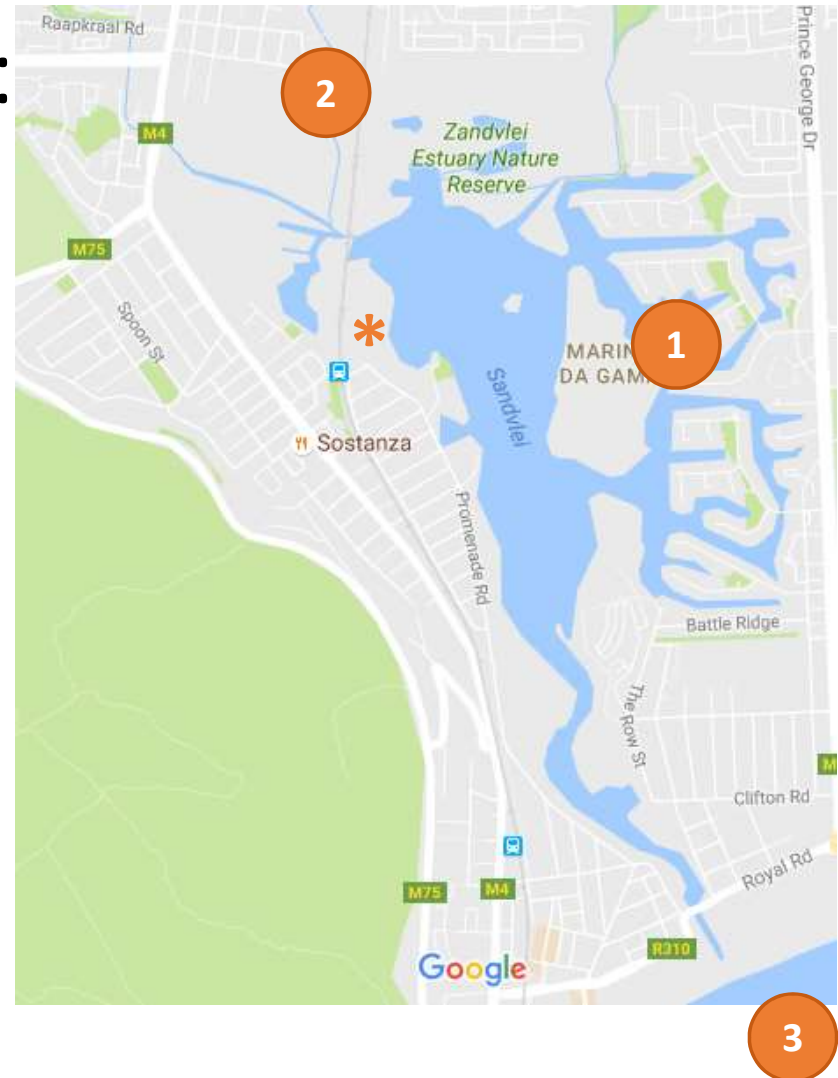 :
Raapkraal Rd
Prince George Dr
2
Zandvlei
Estuary Nature
Reserve
M4
M75
Spoon St
*
MARIN
DA GAM
1
Sandvlei
Sostanza
Promenade Rd
Battle Ridge
The Row St
M
Clifton Rd
Royal Rd
M75
M4
R310
Google
3